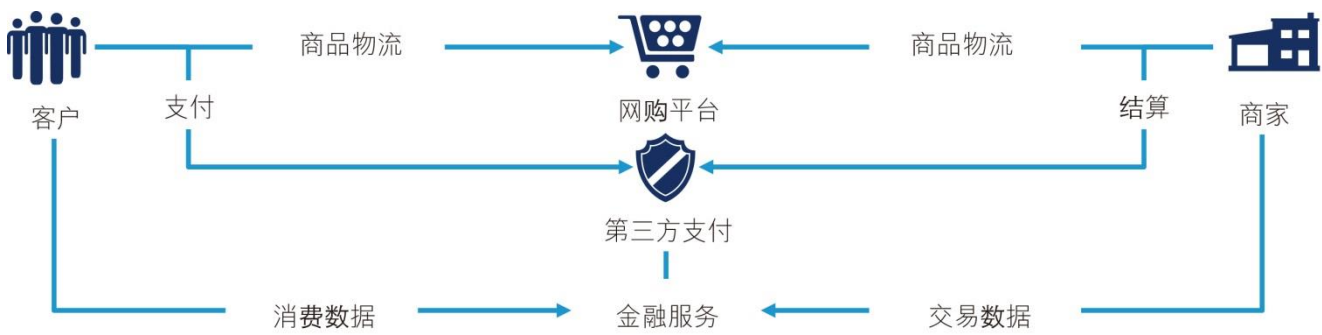 商品物流
商品物流
客户
支付
网购平台
结算
商家
第三方支付
消费数据
金融服务
交易数据